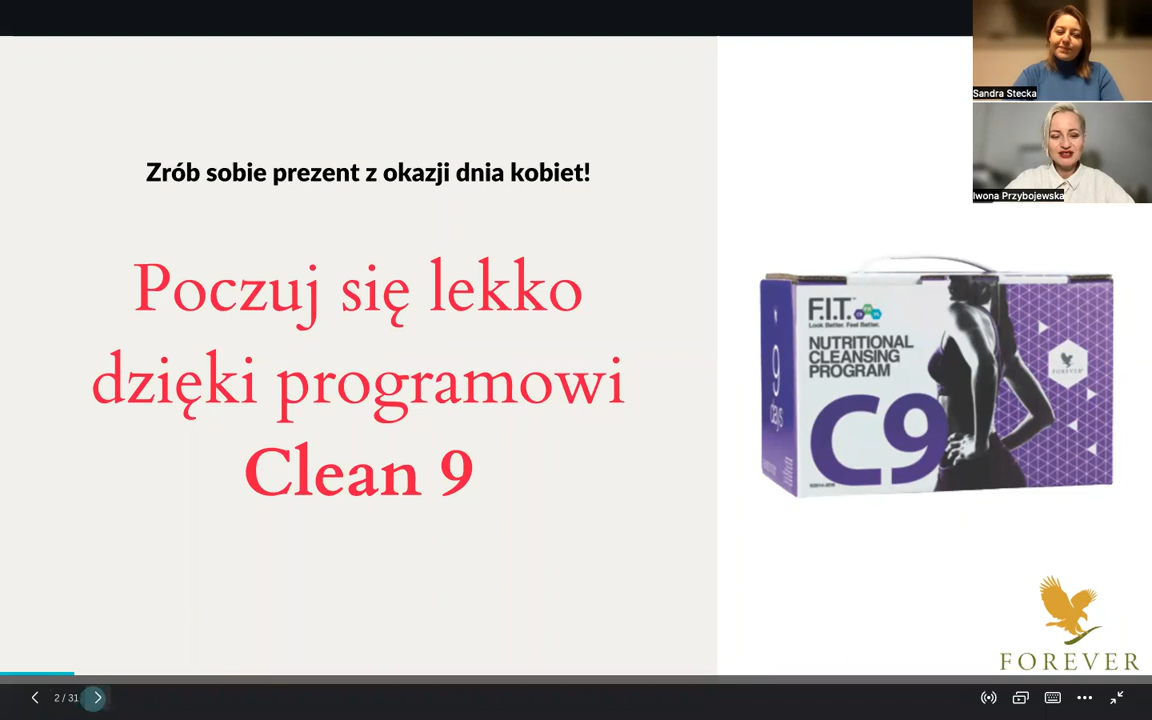 Sandra Stecka
Iwona Przybojewska
Zrób sobie prezent z okazji dnia kobiet!
Poczuj się lekko
dzięki programowi
Clean 9
F.I.T.
Look Better. Feel Better.
NUTRITIONAL
CLEANSING
PROGRAM
C9
9
days
FOREVER
FOREVER
2 / 31